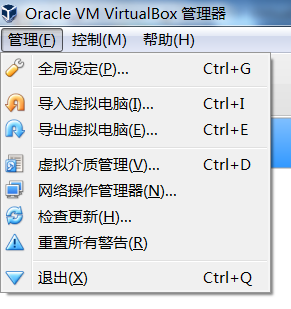 Oracle VM VirtualBox 管理器
管理(F) 控制(M) 帮助(H)
全局设定(P)... Ctrl+G
导入虚拟电脑(I)... Ctrl+I
导出虚拟电脑(E)... Ctrl+E
虚拟介质管理(V)... Ctrl+D
网络操作管理器(N)...
检查更新(H)...
重置所有警告(R)
退出(X) Ctrl+Q